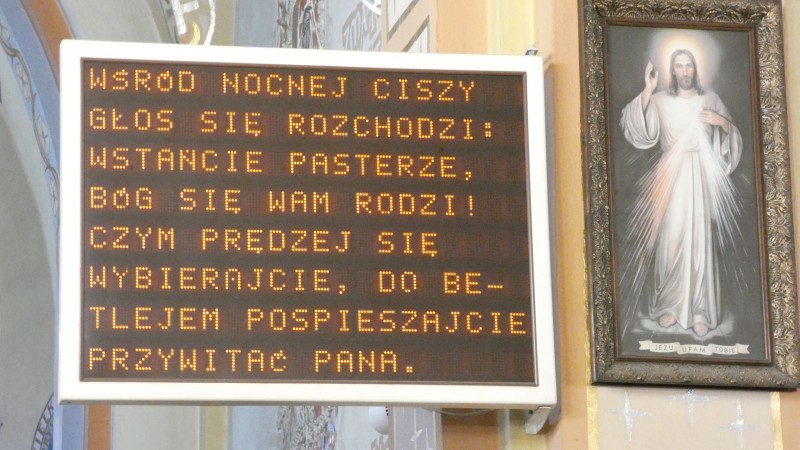 WŚRÓD NOCNEJ CISZY
GŁOS SIĘ ROZCHODZI:
WSTAŃCIE PASTERZE,
BÓG SIĘ WAM RODZI!
CZYM PRĘDZEJ SIĘ
WYBIERAJCIE, DO BE-
TLEJEM POSPIESZAJCIE
PRZYWITAĆ PANA.
JEZU UFAM TOBIE